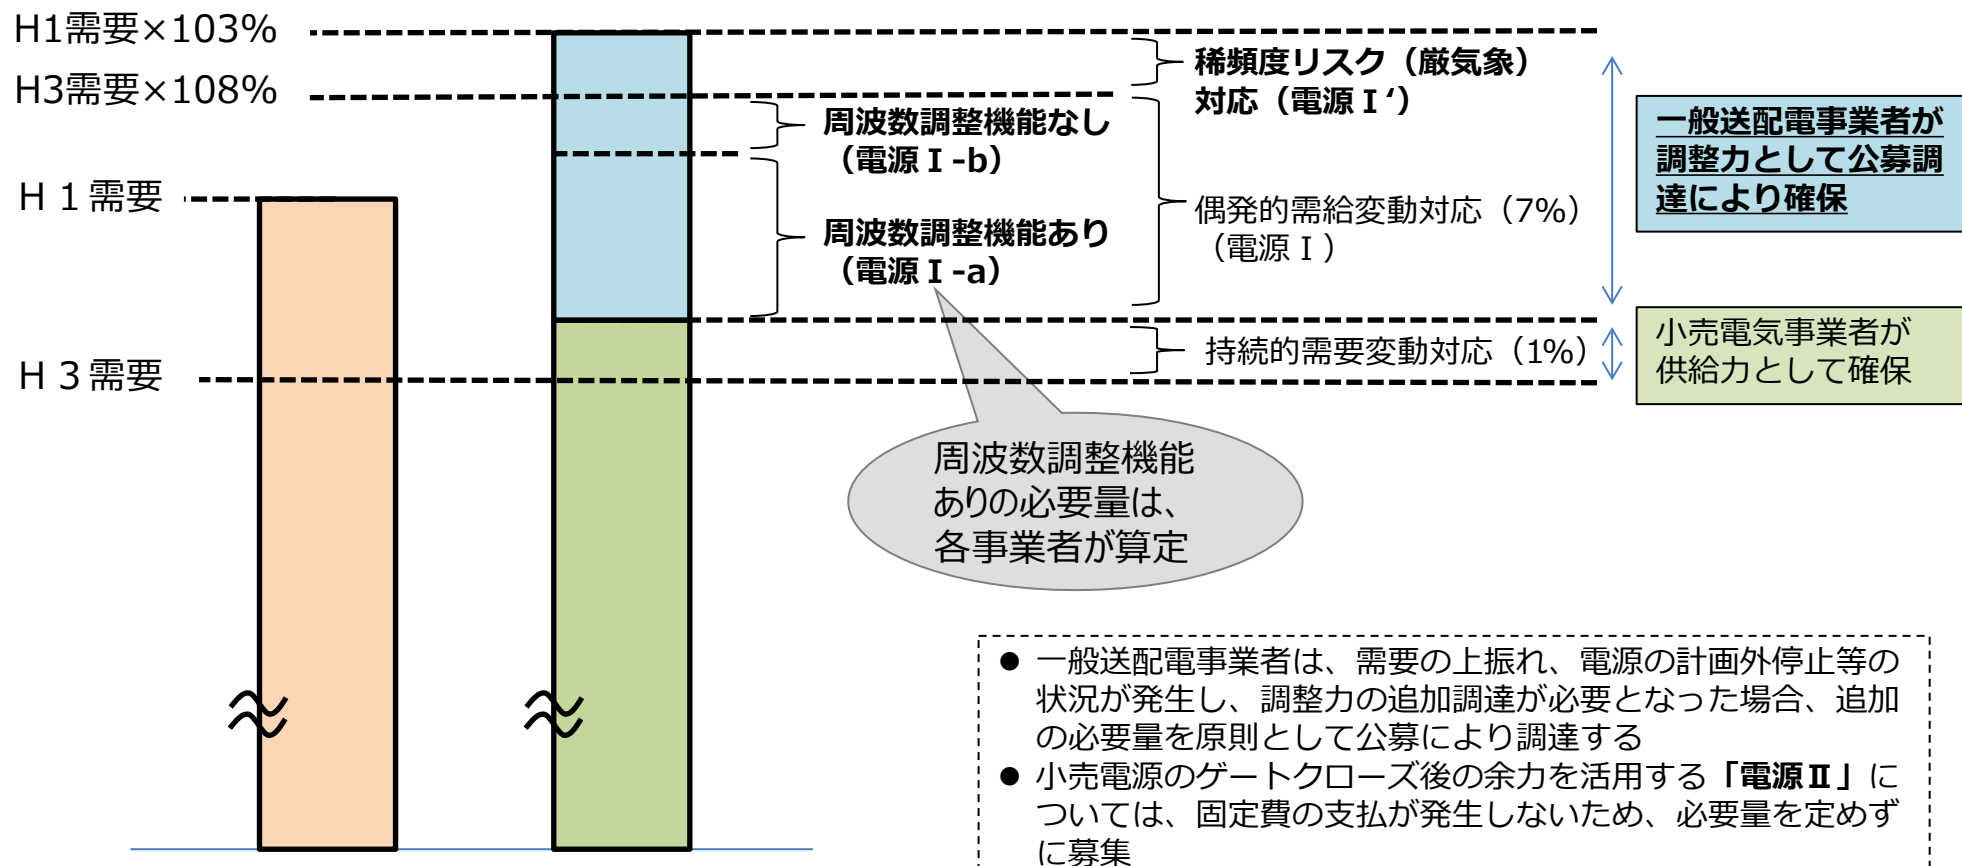 H1需要×103%
H3需要×108%
H１需要
H３需要
稀頻度リスク（厳気象）
対応（電源Ⅰ‘）
周波数調整機能なし
（電源Ⅰ-b）
周波数調整機能あり
（電源Ⅰ-a）
偶発的需給変動対応（7%）
（電源Ⅰ）
持続的需要変動対応（1%）
一般送配電事業者が
調整力として公募調
達により確保
小売電気事業者が
供給力として確保
周波数調整機能
ありの必要量は、
各事業者が算定
● 一般送配電事業者は、需要の上振れ、電源の計画外停止等の
状況が発生し、調整力の追加調達が必要となった場合、追加
の必要量を原則として公募により調達する
● 小売電源のゲートクローズ後の余力を活用する「電源Ⅱ」に
ついては、固定費の支払が発生しないため、必要量を定めず
に募集